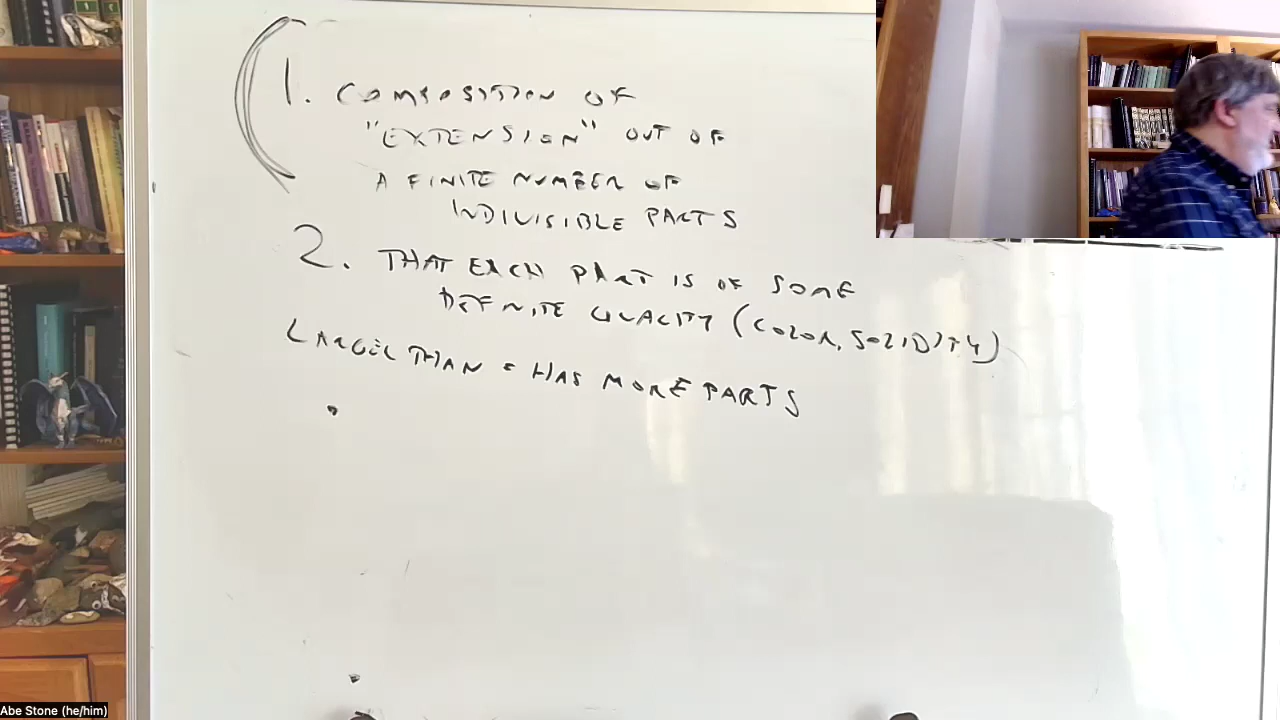 1. COMPOSITION OF
"EXTENSION" OUT OF
A FINITE NUMBER OF
INDIVISIBLE PARTS
2. THAT EACH PART IS OF SOME
DEFINITE QUALITY (COLOR, SOLIDITY)
LARGER THAN = HAS MORE PARTS
Abe Stone (he/him)